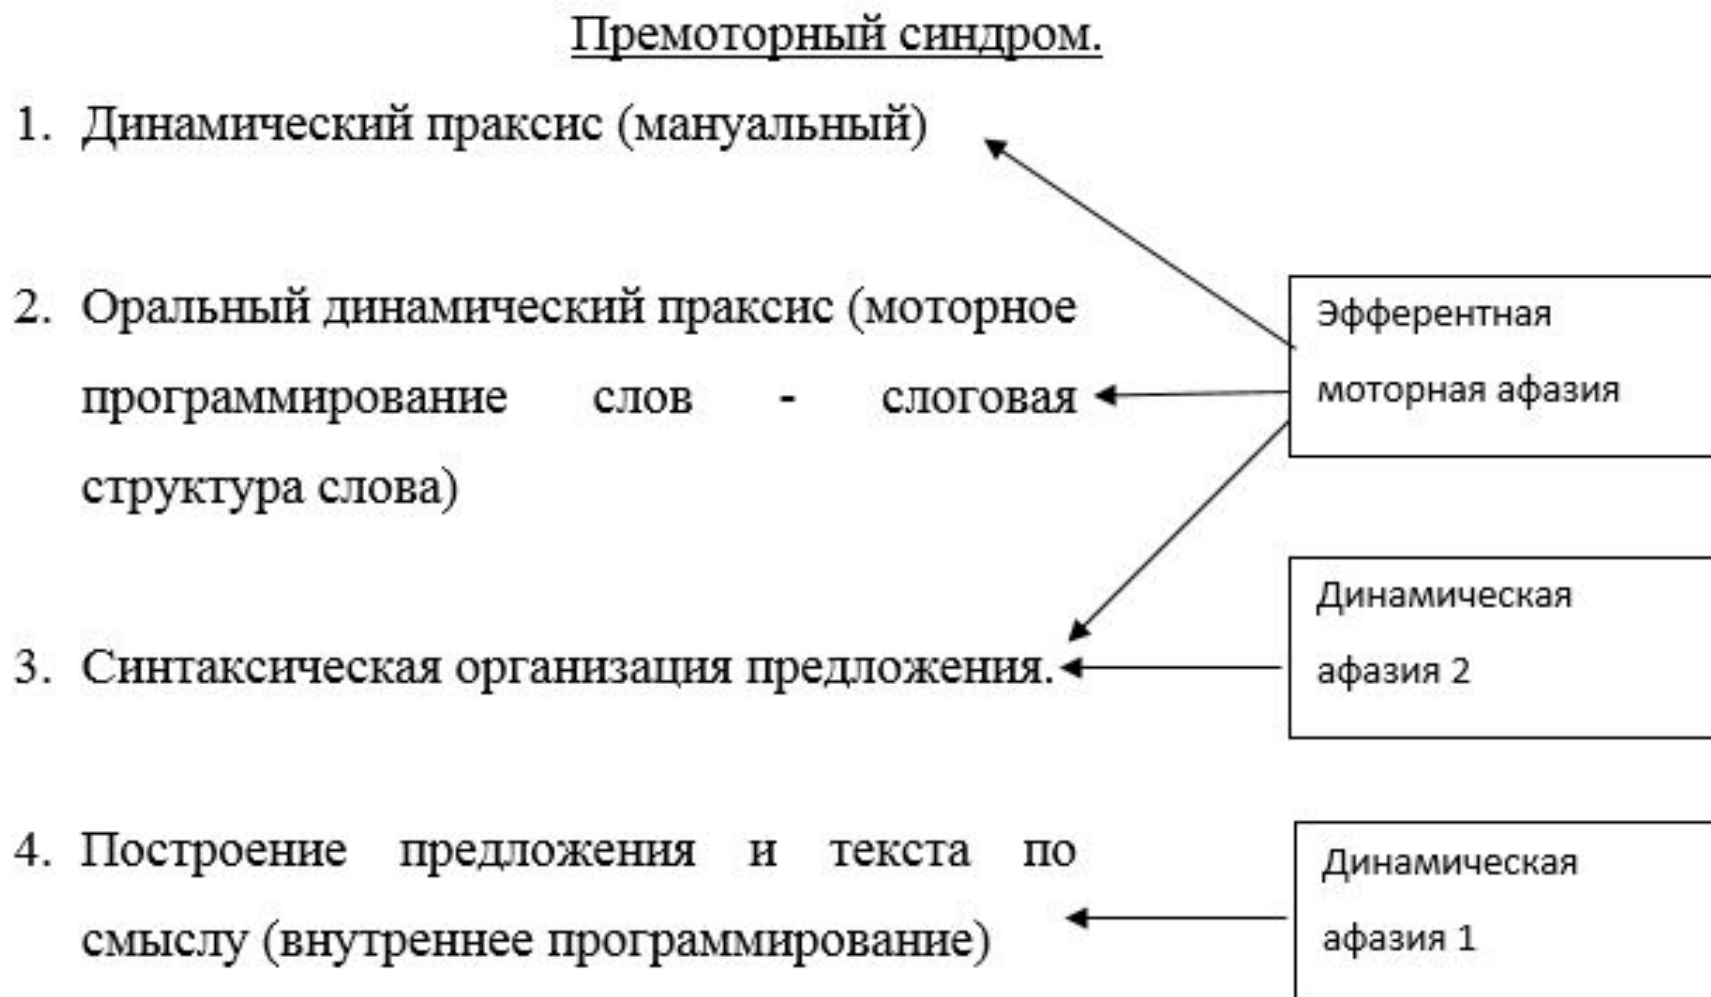 Премоторный синдром.
1. Динамический праксис (мануальный)
2. Оральный динамический праксис (моторное
программирование слов - слоговая
структура слова)
3. Синтаксическая организация предложения.
4. Построение предложения и текста по
смыслу (внутреннее программирование)
Эфферентная
моторная афазия
Динамическая
афазия 2
Динамическая
афазия 1